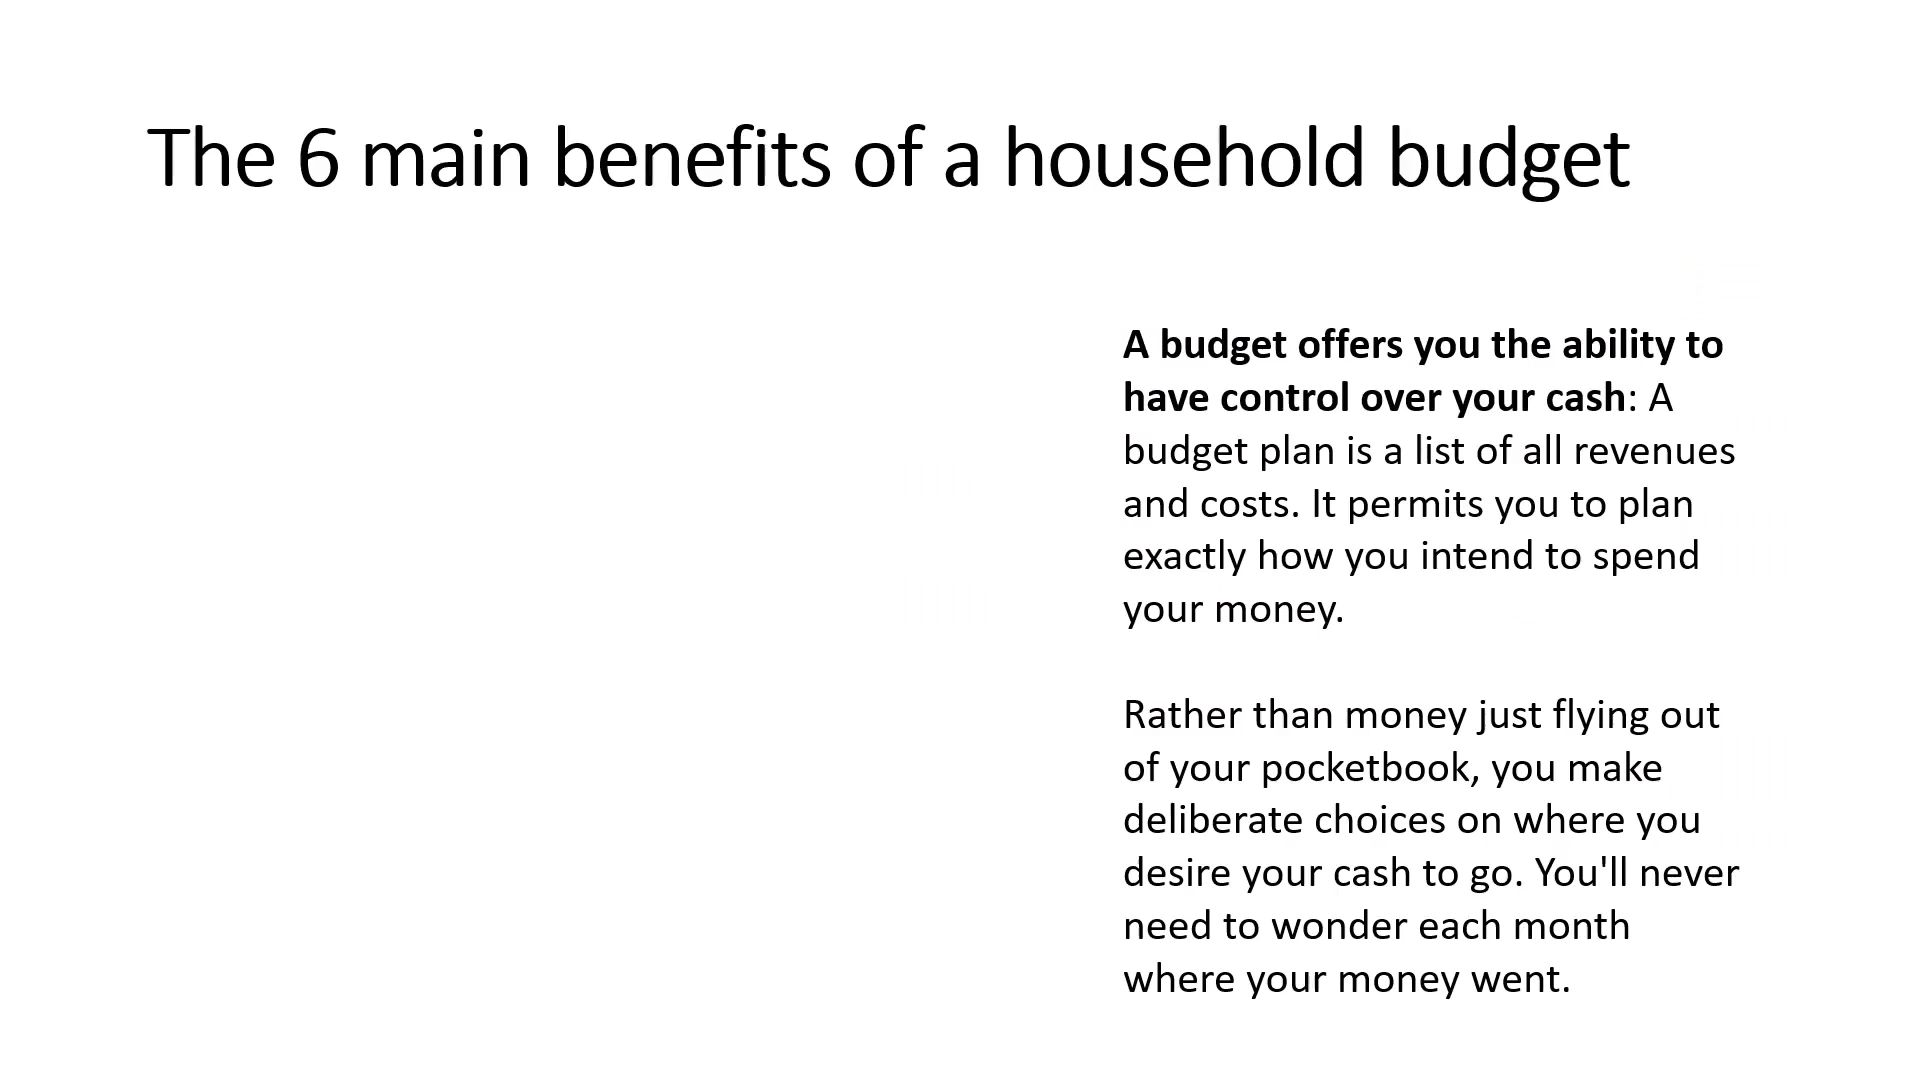 The 6 main benefits of a household budget
A budget offers you the ability to
have control over your cash: A
budget plan is a list of all revenues
and costs. It permits you to plan
exactly how you intend to spend
your money.
Rather than money just flying out
of your pocketbook, you make
deliberate choices on where you
desire your cash to go. You'll never
need to wonder each month
where your money went.